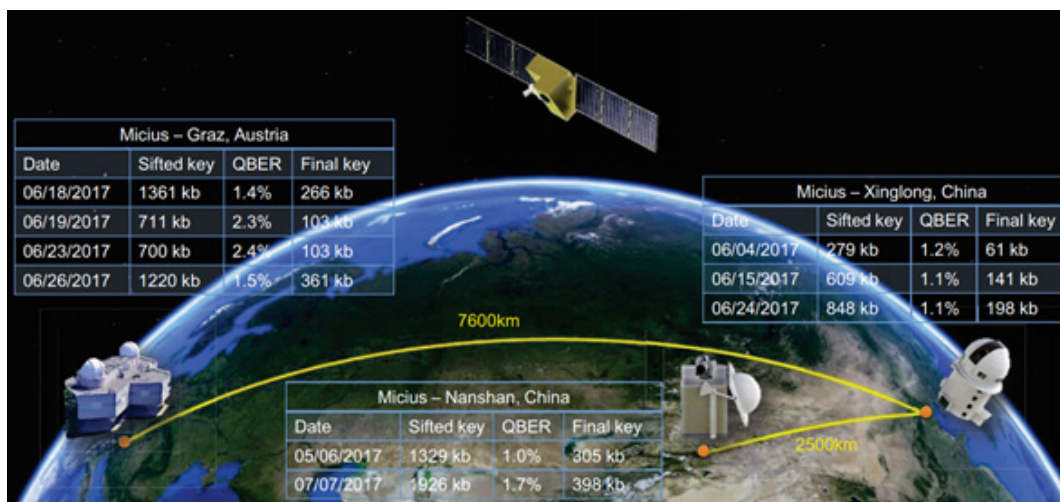 Micius – Graz, Austria
Date Sifted key QBER Final key
06/18/2017 1361 kb 1.4% 266 kb
06/19/2017 711 kb 2.3% 103 kb
06/23/2017 700 kb 2.4% 103 kb
06/26/2017 1220 kb 1.5% 361 kb
Micius – Xinglong, China
Date Sifted key QBER Final key
06/04/2017 279 kb 1.2% 61 kb
06/15/2017 609 kb 1.1% 141 kb
06/24/2017 848 kb 1.1% 198 kb
7600km
Micius – Nanshan, China
Date Sifted key QBER Final key
05/06/2017 1329 kb 1.0% 305 kb
07/07/2017 1926 kb 1.7% 398 kb
2500km